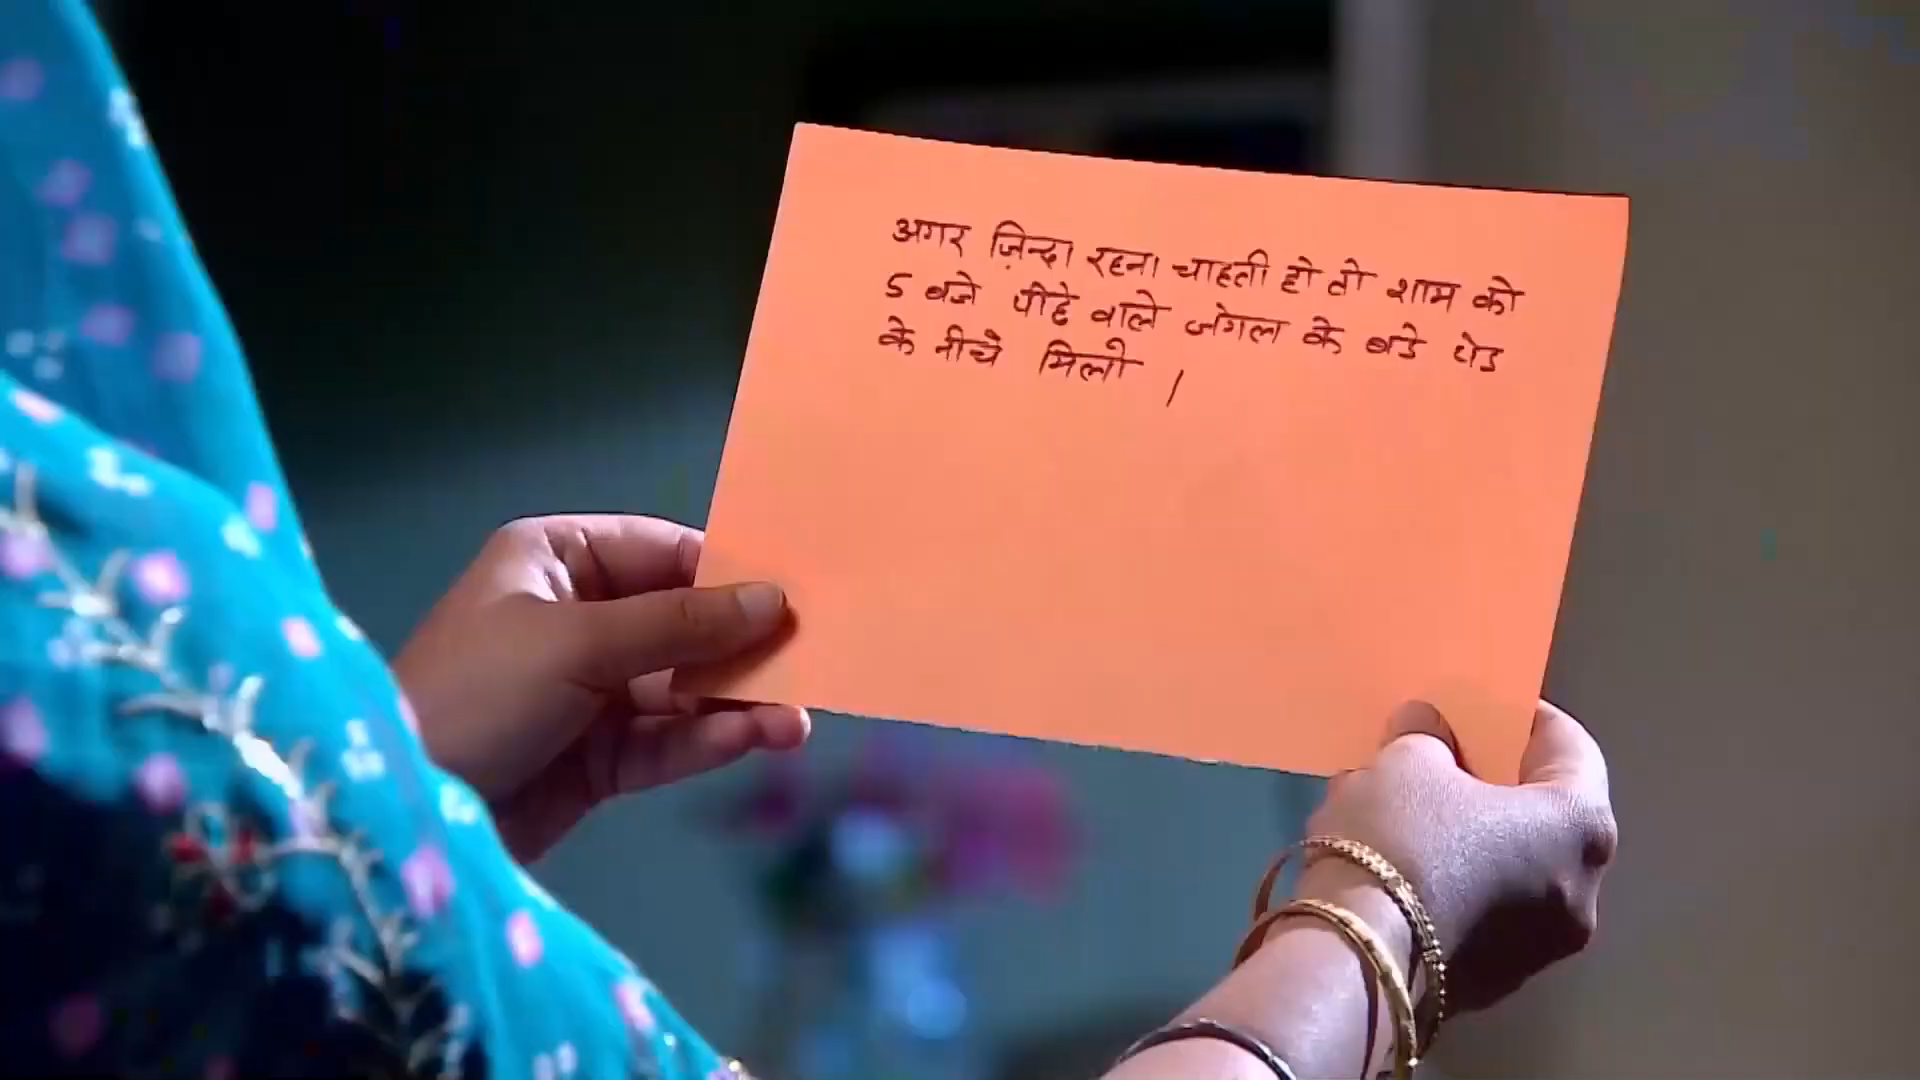 अगर ज़िन्दा रहना चाहती हो तो शाम को
5 बजे पीछे वाले जंगल के बडे पेड
के नीचे मिलो ।